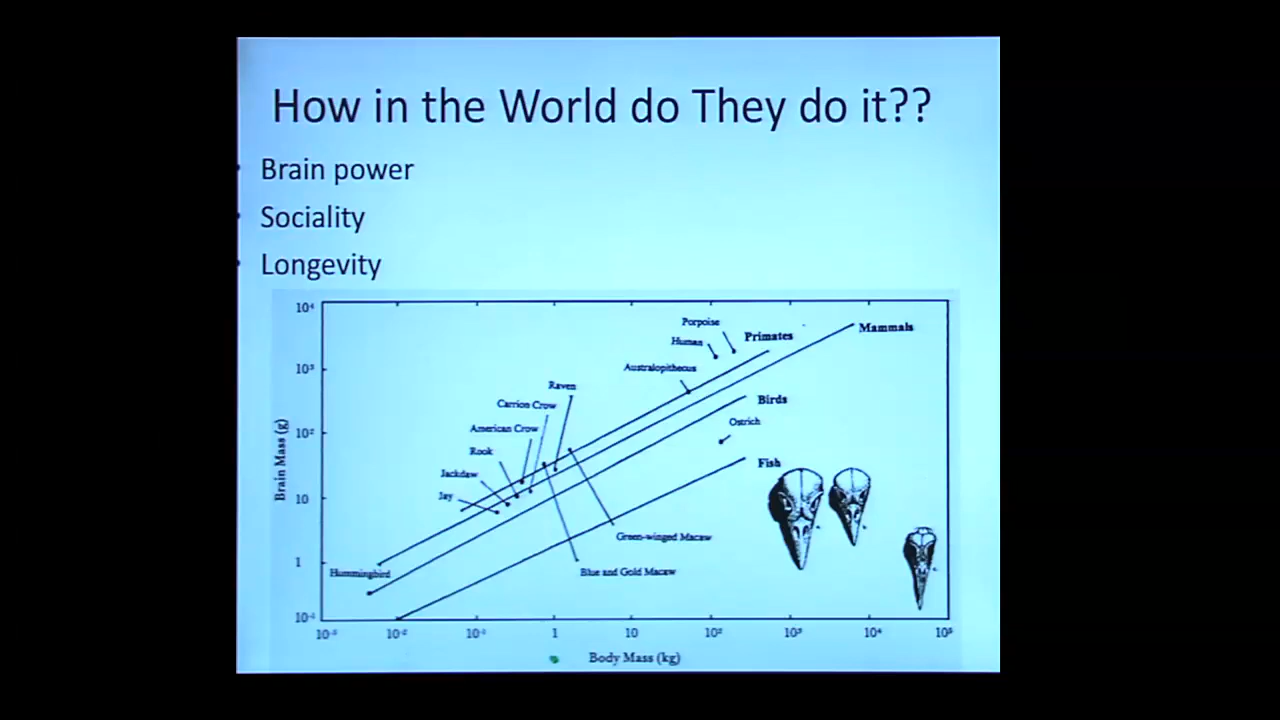 How in the World do They do it??
Brain power
Sociality
Longevity
10⁴
10³
10²
10
1
10⁻¹
Brain Mass (g)
Porpoise
Human
Primates
Mammals
Australopithecus
Raven
Carrion Crow
American Crow
Rook
Jackdaw
Jay
Birds
Ostrich
Fish
Green-winged Macaw
Blue and Gold Macaw
Hummingbird
10⁻² 10⁻¹ 1 10 10² 10³ 10⁴ 10⁵
Body Mass (kg)